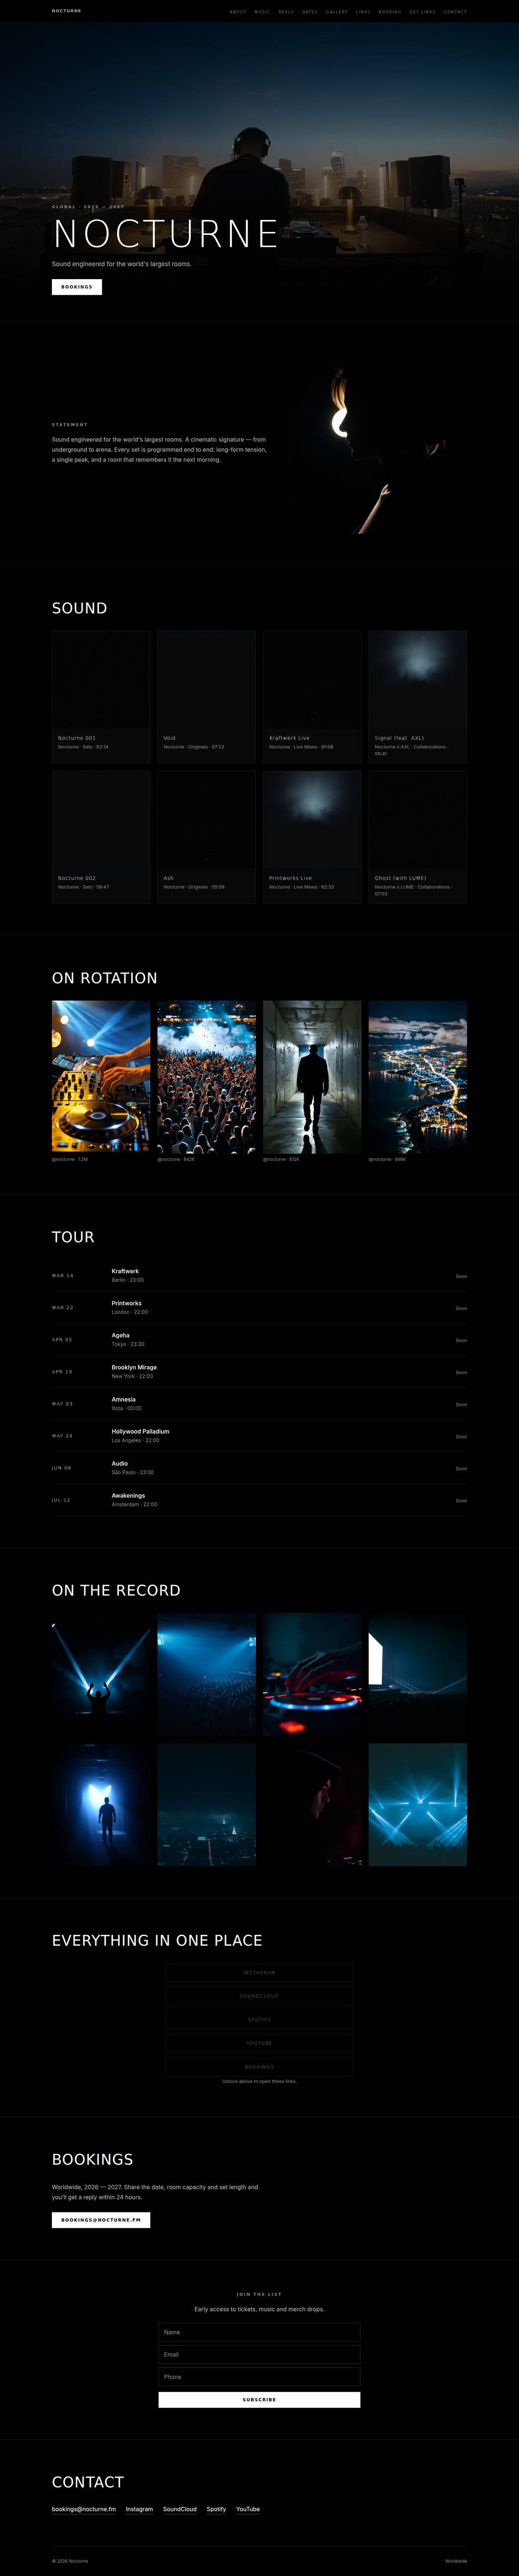 NOCTURNE
ABOUT MUSIC REELS DATES GALLERY LINKS BOOKING GET LINKS CONTACT
GLOBAL · 2026 — 2027
NOCTURNE
Sound engineered for the world's largest rooms.
BOOKINGS
STATEMENT
Sound engineered for the world's largest rooms. A cinematic signature — from
underground to arena. Every set is programmed end to end: long-form tension,
a single peak, and a room that remembers it the next morning.
SOUND
Nocturne 001
Nocturne · Sets · 62:14
Void
Nocturne · Originals · 07:22
Kraftwerk Live
Nocturne · Live Mixes · 91:08
Signal (feat. AXL)
Nocturne x AXL · Collaborations ·
06:41
Nocturne 002
Nocturne · Sets · 58:47
Ash
Nocturne · Originals · 05:58
Printworks Live
Nocturne · Live Mixes · 82:33
Ghost (with LUME)
Nocturne x LUME · Collaborations ·
07:03
ON ROTATION
@nocturne · 1.2M
@nocturne · 842K
@nocturne · 612K
@nocturne · 998K
TOUR
MAR 14
Kraftwerk
Berlin · 23:00
Soon
MAR 22
Printworks
London · 22:00
Soon
APR 05
Ageha
Tokyo · 23:30
Soon
APR 19
Brooklyn Mirage
New York · 22:00
Soon
MAY 03
Amnesia
Ibiza · 00:00
Soon
MAY 24
Hollywood Palladium
Los Angeles · 22:00
Soon
JUN 08
Audio
São Paulo · 23:00
Soon
JUL 12
Awakenings
Amsterdam · 22:00
Soon
ON THE RECORD
EVERYTHING IN ONE PLACE
INSTAGRAM
SOUNDCLOUD
SPOTIFY
YOUTUBE
BOOKINGS
Unlock above to open these links.
BOOKINGS
Worldwide, 2026 — 2027. Share the date, room capacity and set length and
you'll get a reply within 24 hours.
BOOKINGS@NOCTURNE.FM
JOIN THE LIST
Early access to tickets, music and merch drops.
Name
Email
Phone
SUBSCRIBE
CONTACT
bookings@nocturne.fm Instagram SoundCloud Spotify YouTube
© 2026 Nocturne
Worldwide